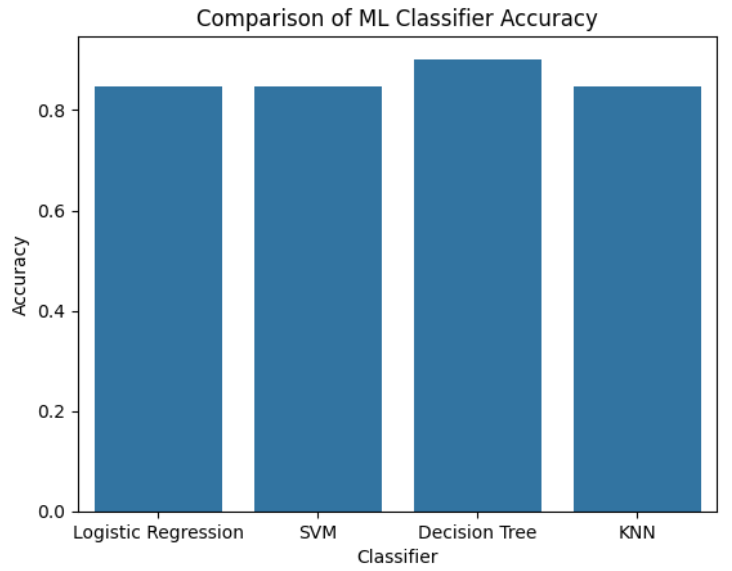 Comparison of ML Classifier Accuracy
0.8
0.6
Accuracy
0.4
0.2
0.0
Logistic Regression SVM Decision Tree KNN
Classifier